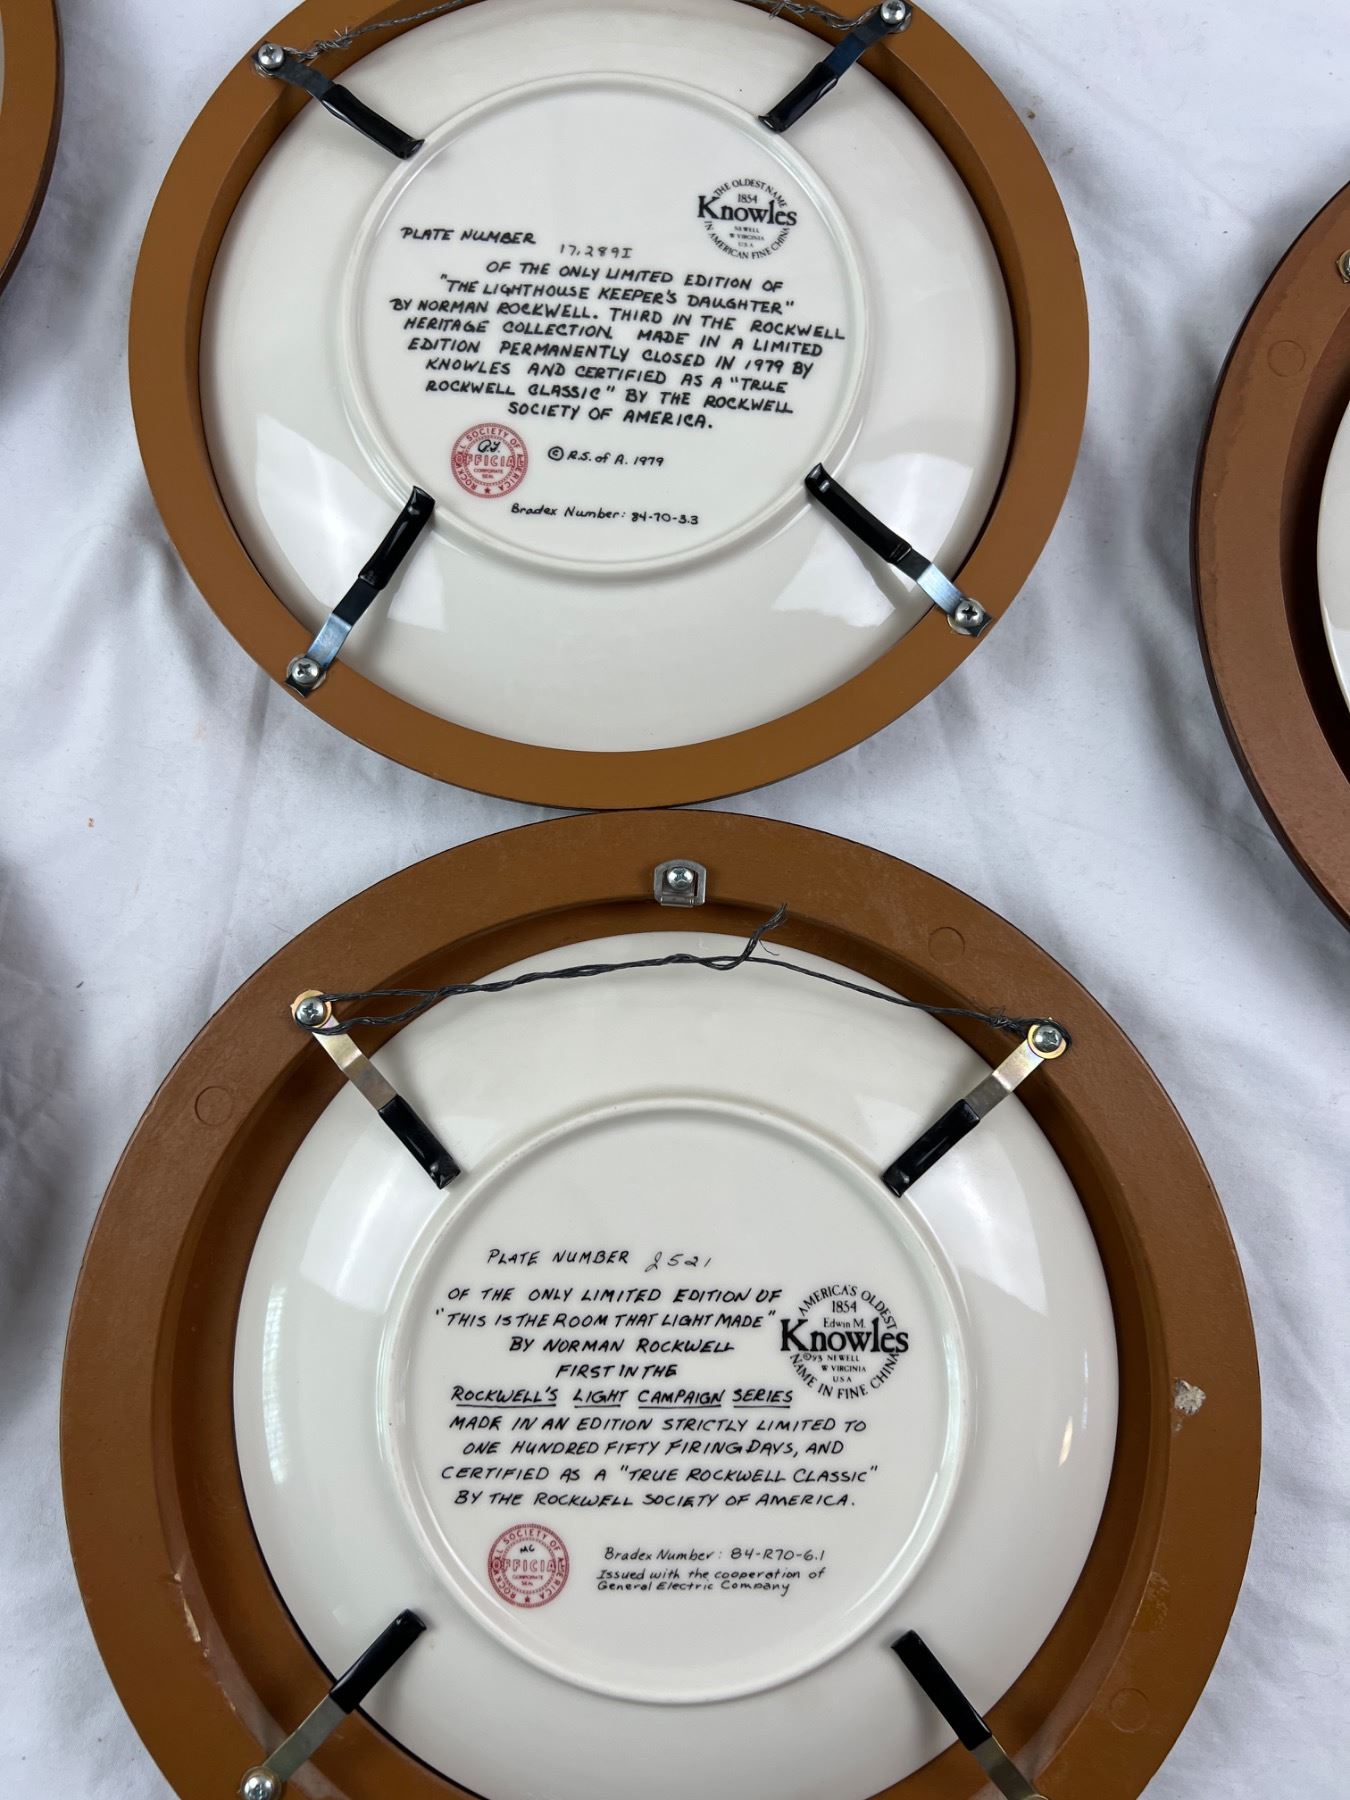 THE OLDEST NAME
1854
Knowles
NEWELL
W VIRGINIA
U.S.A
IN AMERICAN FINE CHINA
PLATE NUMBER 17,289I
OF THE ONLY LIMITED EDITION OF
"THE LIGHTHOUSE KEEPER'S DAUGHTER"
BY NORMAN ROCKWELL. THIRD IN THE ROCKWELL
HERITAGE COLLECTION. MADE IN A LIMITED
EDITION PERMANENTLY CLOSED IN 1979 BY
KNOWLES AND CERTIFIED AS A "TRUE
ROCKWELL CLASSIC" BY THE ROCKWELL
SOCIETY OF AMERICA.
ROCKWELL SOCIETY OF AMERICA
OFFICIAL
CORPORATE
SEAL
© R.S. of A. 1979
Bradex Number: 84-70-3.3
PLATE NUMBER 2521
OF THE ONLY LIMITED EDITION OF
"THIS IS THE ROOM THAT LIGHT MADE"
BY NORMAN ROCKWELL
FIRST IN THE
ROCKWELL'S LIGHT CAMPAIGN SERIES
MADE IN AN EDITION STRICTLY LIMITED TO
ONE HUNDRED FIFTY FIRING DAYS, AND
CERTIFIED AS A "TRUE ROCKWELL CLASSIC"
BY THE ROCKWELL SOCIETY OF AMERICA.
AMERICA'S OLDEST
1854
Edwin M.
Knowles
©93 NEWELL
W VIRGINIA
U.S.A
NAME IN FINE CHINA
ROCKWELL SOCIETY OF AMERICA
MC
OFFICIAL
CORPORATE
SEAL
Bradex Number: 84-R70-6.1
Issued with the cooperation of
General Electric Company